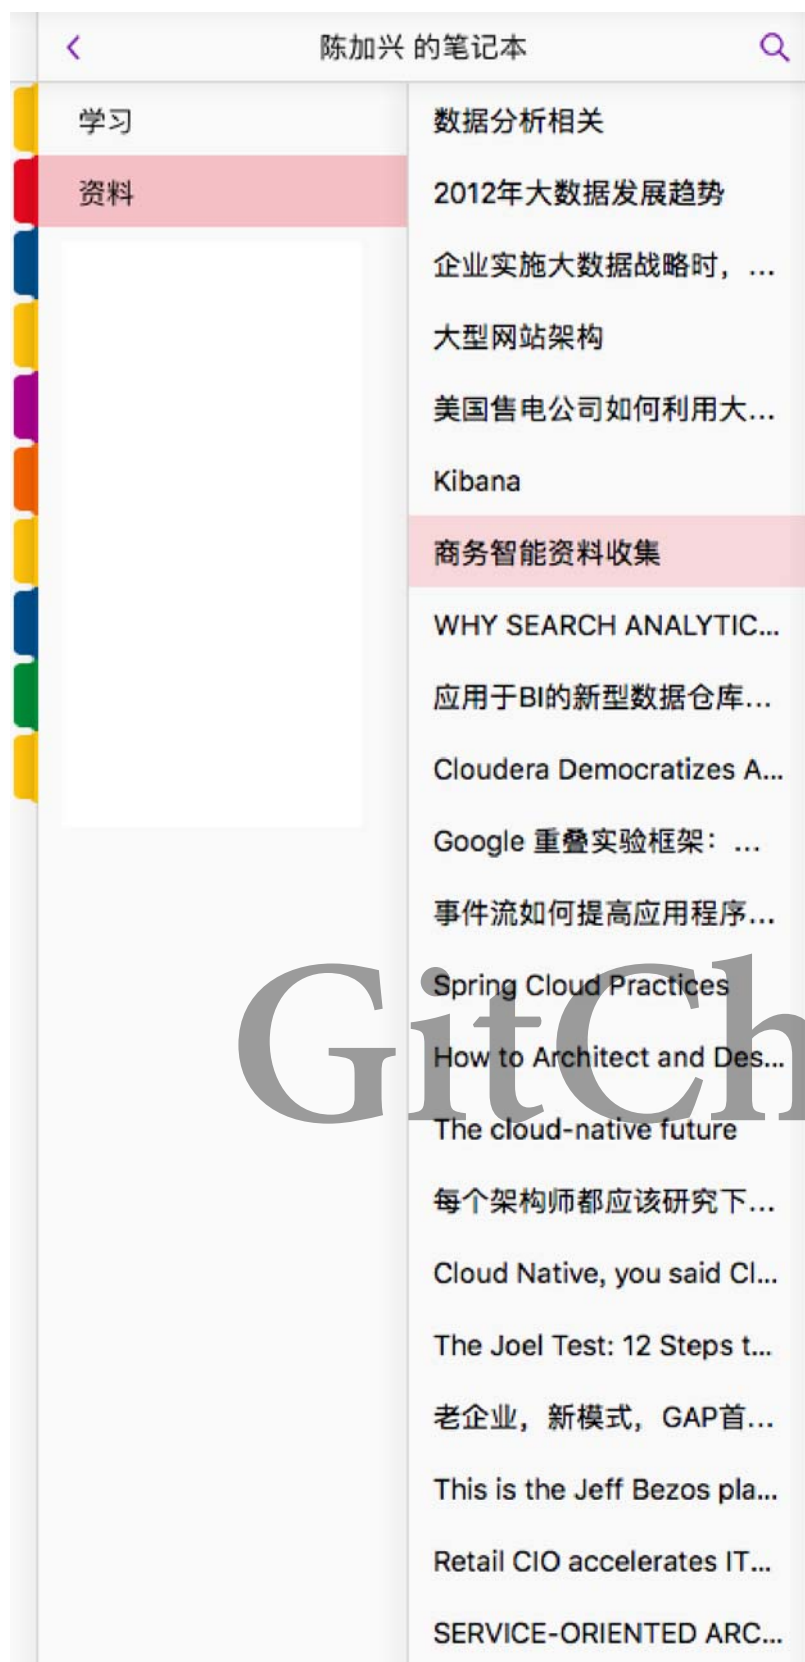 陈加兴 的笔记本
学习
资料
数据分析相关
2012年大数据发展趋势
企业实施大数据战略时，...
大型网站架构
美国售电公司如何利用大...
Kibana
商务智能资料收集
WHY SEARCH ANALYTIC...
应用于BI的新型数据仓库...
Cloudera Democratizes A...
Google 重叠实验框架：...
事件流如何提高应用程序...
Spring Cloud Practices
How to Architect and Des...
The cloud-native future
每个架构师都应该研究下...
Cloud Native, you said Cl...
The Joel Test: 12 Steps t...
老企业，新模式，GAP首...
This is the Jeff Bezos pla...
Retail CIO accelerates IT...
SERVICE-ORIENTED ARC...
GitCh